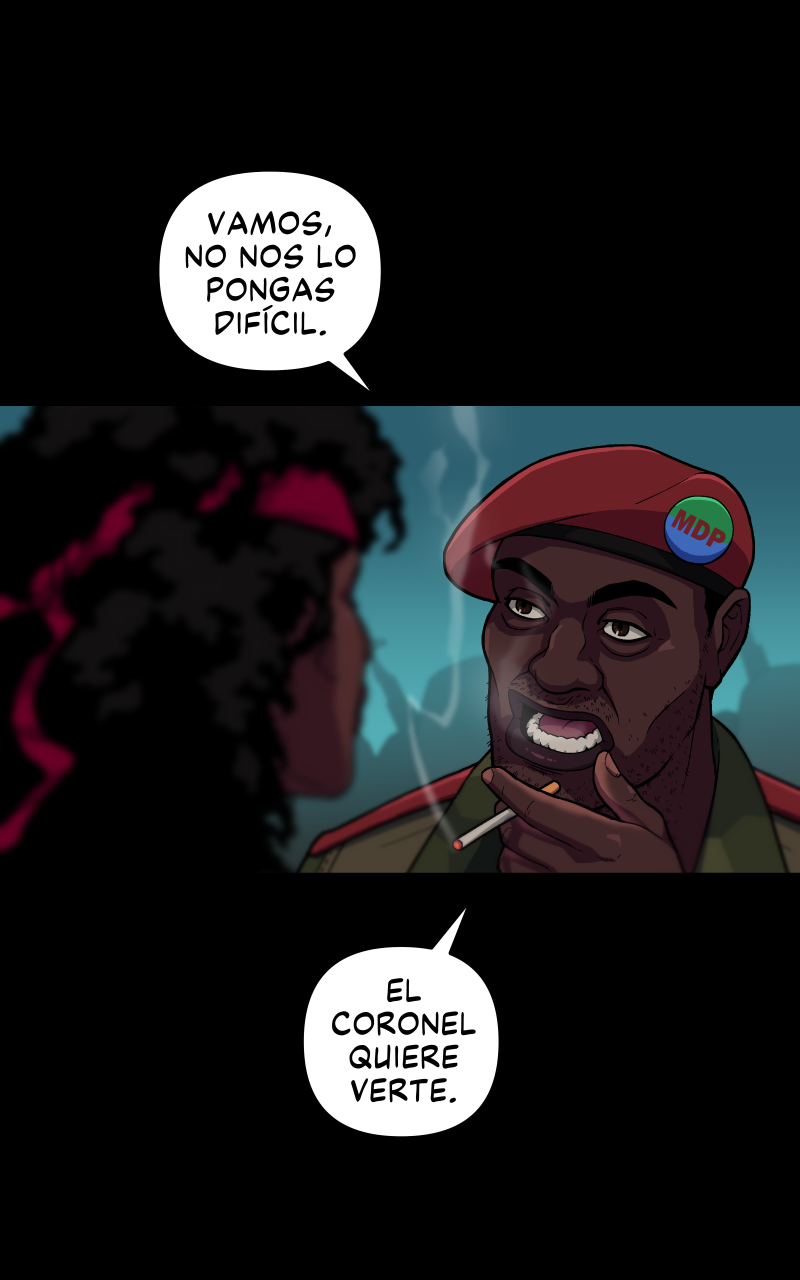 VAMOS,
NO NOS LO
PONGAS
DIFÍCIL.
MDP
EL
CORONEL
QUIERE
VERTE.